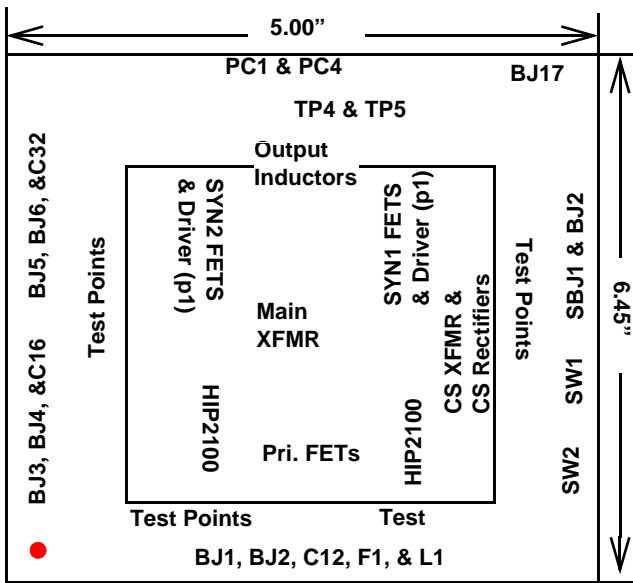 5.00”
PC1 & PC4
BJ17
TP4 & TP5
Output
Inductors
BJ5, BJ6, &C32
BJ3, BJ4, &C16
Test Points
SYN2 FETS
& Driver (p1)
SYN1 FETS
& Driver (p1)
Main
XFMR
CS XFMR &
CS Rectifiers
Test Points
SBJ1 & BJ2
6.45”
SW1
SW2
HIP2100
Pri. FETs
HIP2100
Test Points
Test
BJ1, BJ2, C12, F1, & L1